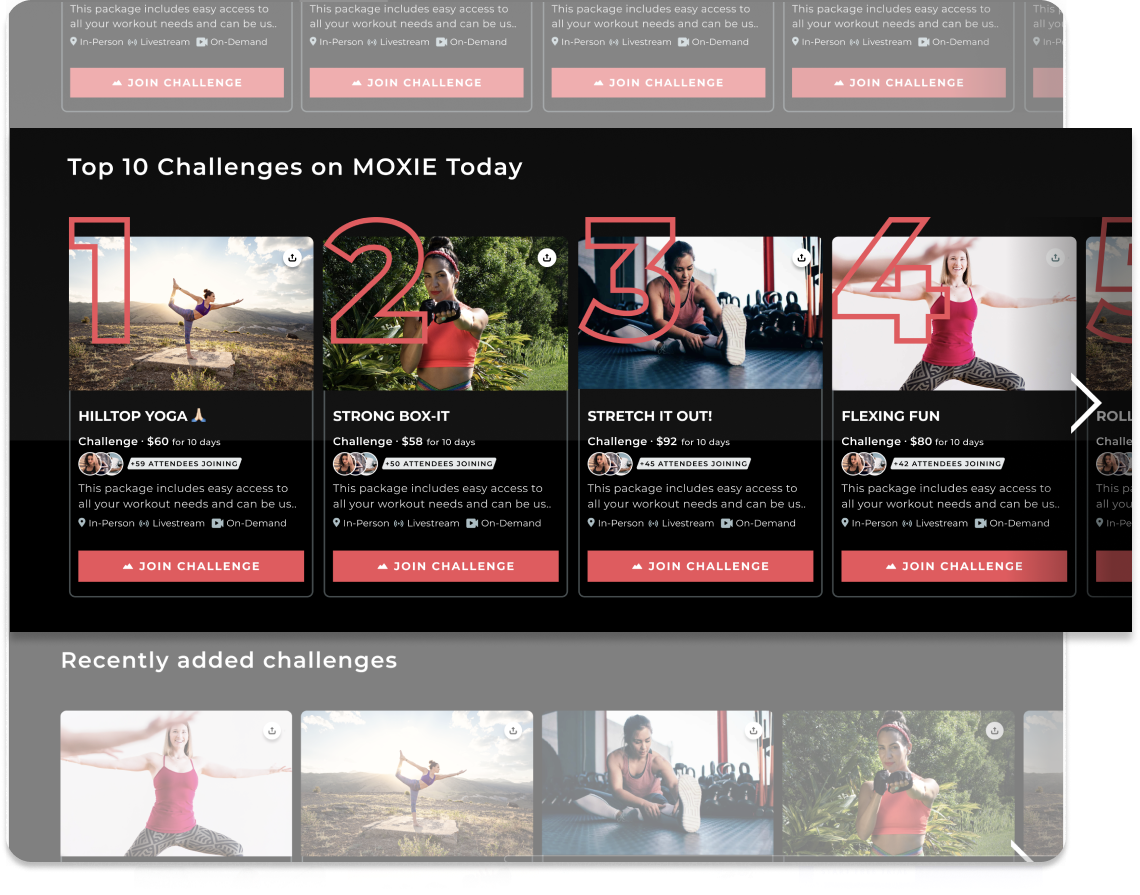 This package includes easy access to
all your workout needs and can be us..
In-Person Livestream On-Demand
JOIN CHALLENGE
This package includes easy access to
all your workout needs and can be us..
In-Person Livestream On-Demand
JOIN CHALLENGE
This package includes easy access to
all your workout needs and can be us..
In-Person Livestream On-Demand
JOIN CHALLENGE
This package includes easy access to
all your workout needs and can be us..
In-Person Livestream On-Demand
JOIN CHALLENGE
Top 10 Challenges on MOXIE Today
1
HILLTOP YOGA 🙏🏼
Challenge · $60 for 10 days
+59 ATTENDEES JOINING
This package includes easy access to
all your workout needs and can be us..
In-Person Livestream On-Demand
JOIN CHALLENGE
2
STRONG BOX-IT
Challenge · $58 for 10 days
+50 ATTENDEES JOINING
This package includes easy access to
all your workout needs and can be us..
In-Person Livestream On-Demand
JOIN CHALLENGE
3
STRETCH IT OUT!
Challenge · $92 for 10 days
+45 ATTENDEES JOINING
This package includes easy access to
all your workout needs and can be us..
In-Person Livestream On-Demand
JOIN CHALLENGE
4
FLEXING FUN
Challenge · $80 for 10 days
+42 ATTENDEES JOINING
This package includes easy access to
all your workout needs and can be us..
In-Person Livestream On-Demand
JOIN CHALLENGE
5
ROLL
Recently added challenges